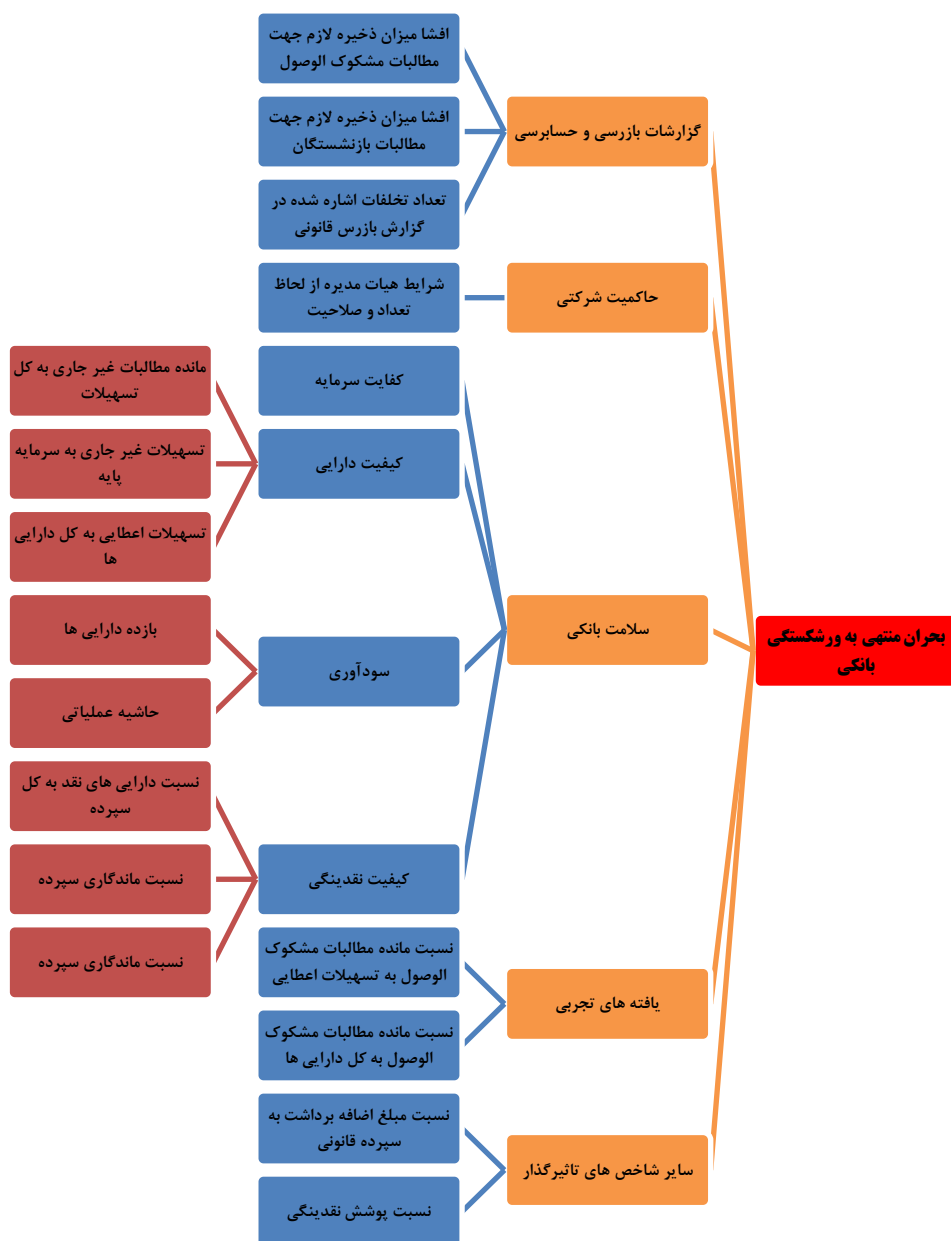 بحران منتهی به ورشکستگی
بانکی
گزارشات بازرسی و حسابرسی
افشا میزان ذخیره لازم جهت
مطالبات مشکوک الوصول
افشا میزان ذخیره لازم جهت
مطالبات بازنشستگان
تعداد تخلفات اشاره شده در
گزارش بازرس قانونی
حاکمیت شرکتی
شرایط هیات مدیره از لحاظ
تعداد و صلاحیت
سلامت بانکی
کفایت سرمایه
کیفیت دارایی
مانده مطالبات غیر جاری به کل
تسهیلات
تسهیلات غیر جاری به سرمایه
پایه
تسهیلات اعطایی به کل دارایی
ها
سودآوری
بازده دارایی ها
حاشیه عملیاتی
کیفیت نقدینگی
نسبت دارایی های نقد به کل
سپرده
نسبت ماندگاری سپرده
نسبت ماندگاری سپرده
یافته های تجربی
نسبت مانده مطالبات مشکوک
الوصول به تسهیلات اعطایی
نسبت مانده مطالبات مشکوک
الوصول به کل دارایی ها
سایر شاخص های تاثیرگذار
نسبت مبلغ اضافه برداشت به
سپرده قانونی
نسبت پوشش نقدینگی